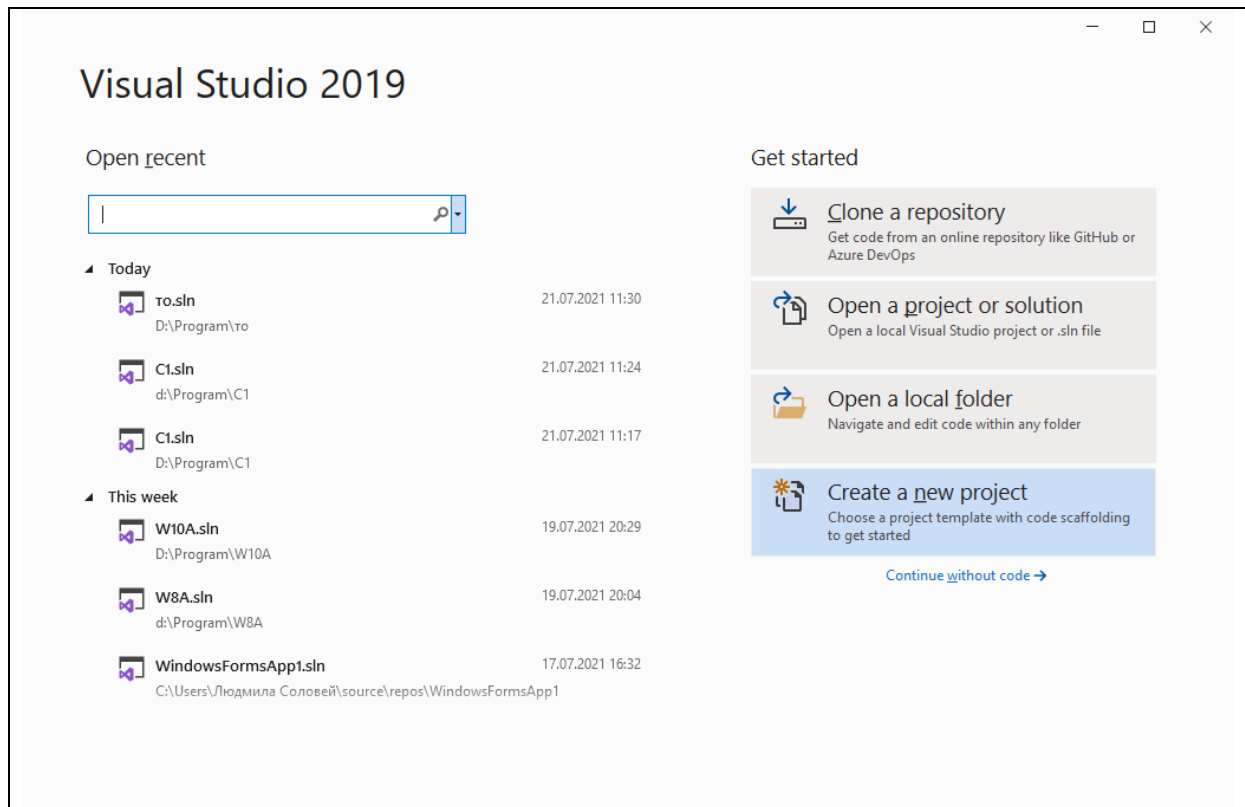 Visual Studio 2019
Open recent
Today
то.sln
21.07.2021 11:30
D:\Program\то
C1.sln
21.07.2021 11:24
d:\Program\C1
C1.sln
21.07.2021 11:17
D:\Program\C1
This week
W10A.sln
19.07.2021 20:29
D:\Program\W10A
W8A.sln
19.07.2021 20:04
d:\Program\W8A
WindowsFormsApp1.sln
17.07.2021 16:32
C:\Users\Людмила Соловей\source\repos\WindowsFormsApp1
Get started
Clone a repository
Get code from an online repository like GitHub or
Azure DevOps
Open a project or solution
Open a local Visual Studio project or .sln file
Open a local folder
Navigate and edit code within any folder
Create a new project
Choose a project template with code scaffolding
to get started
Continue without code →